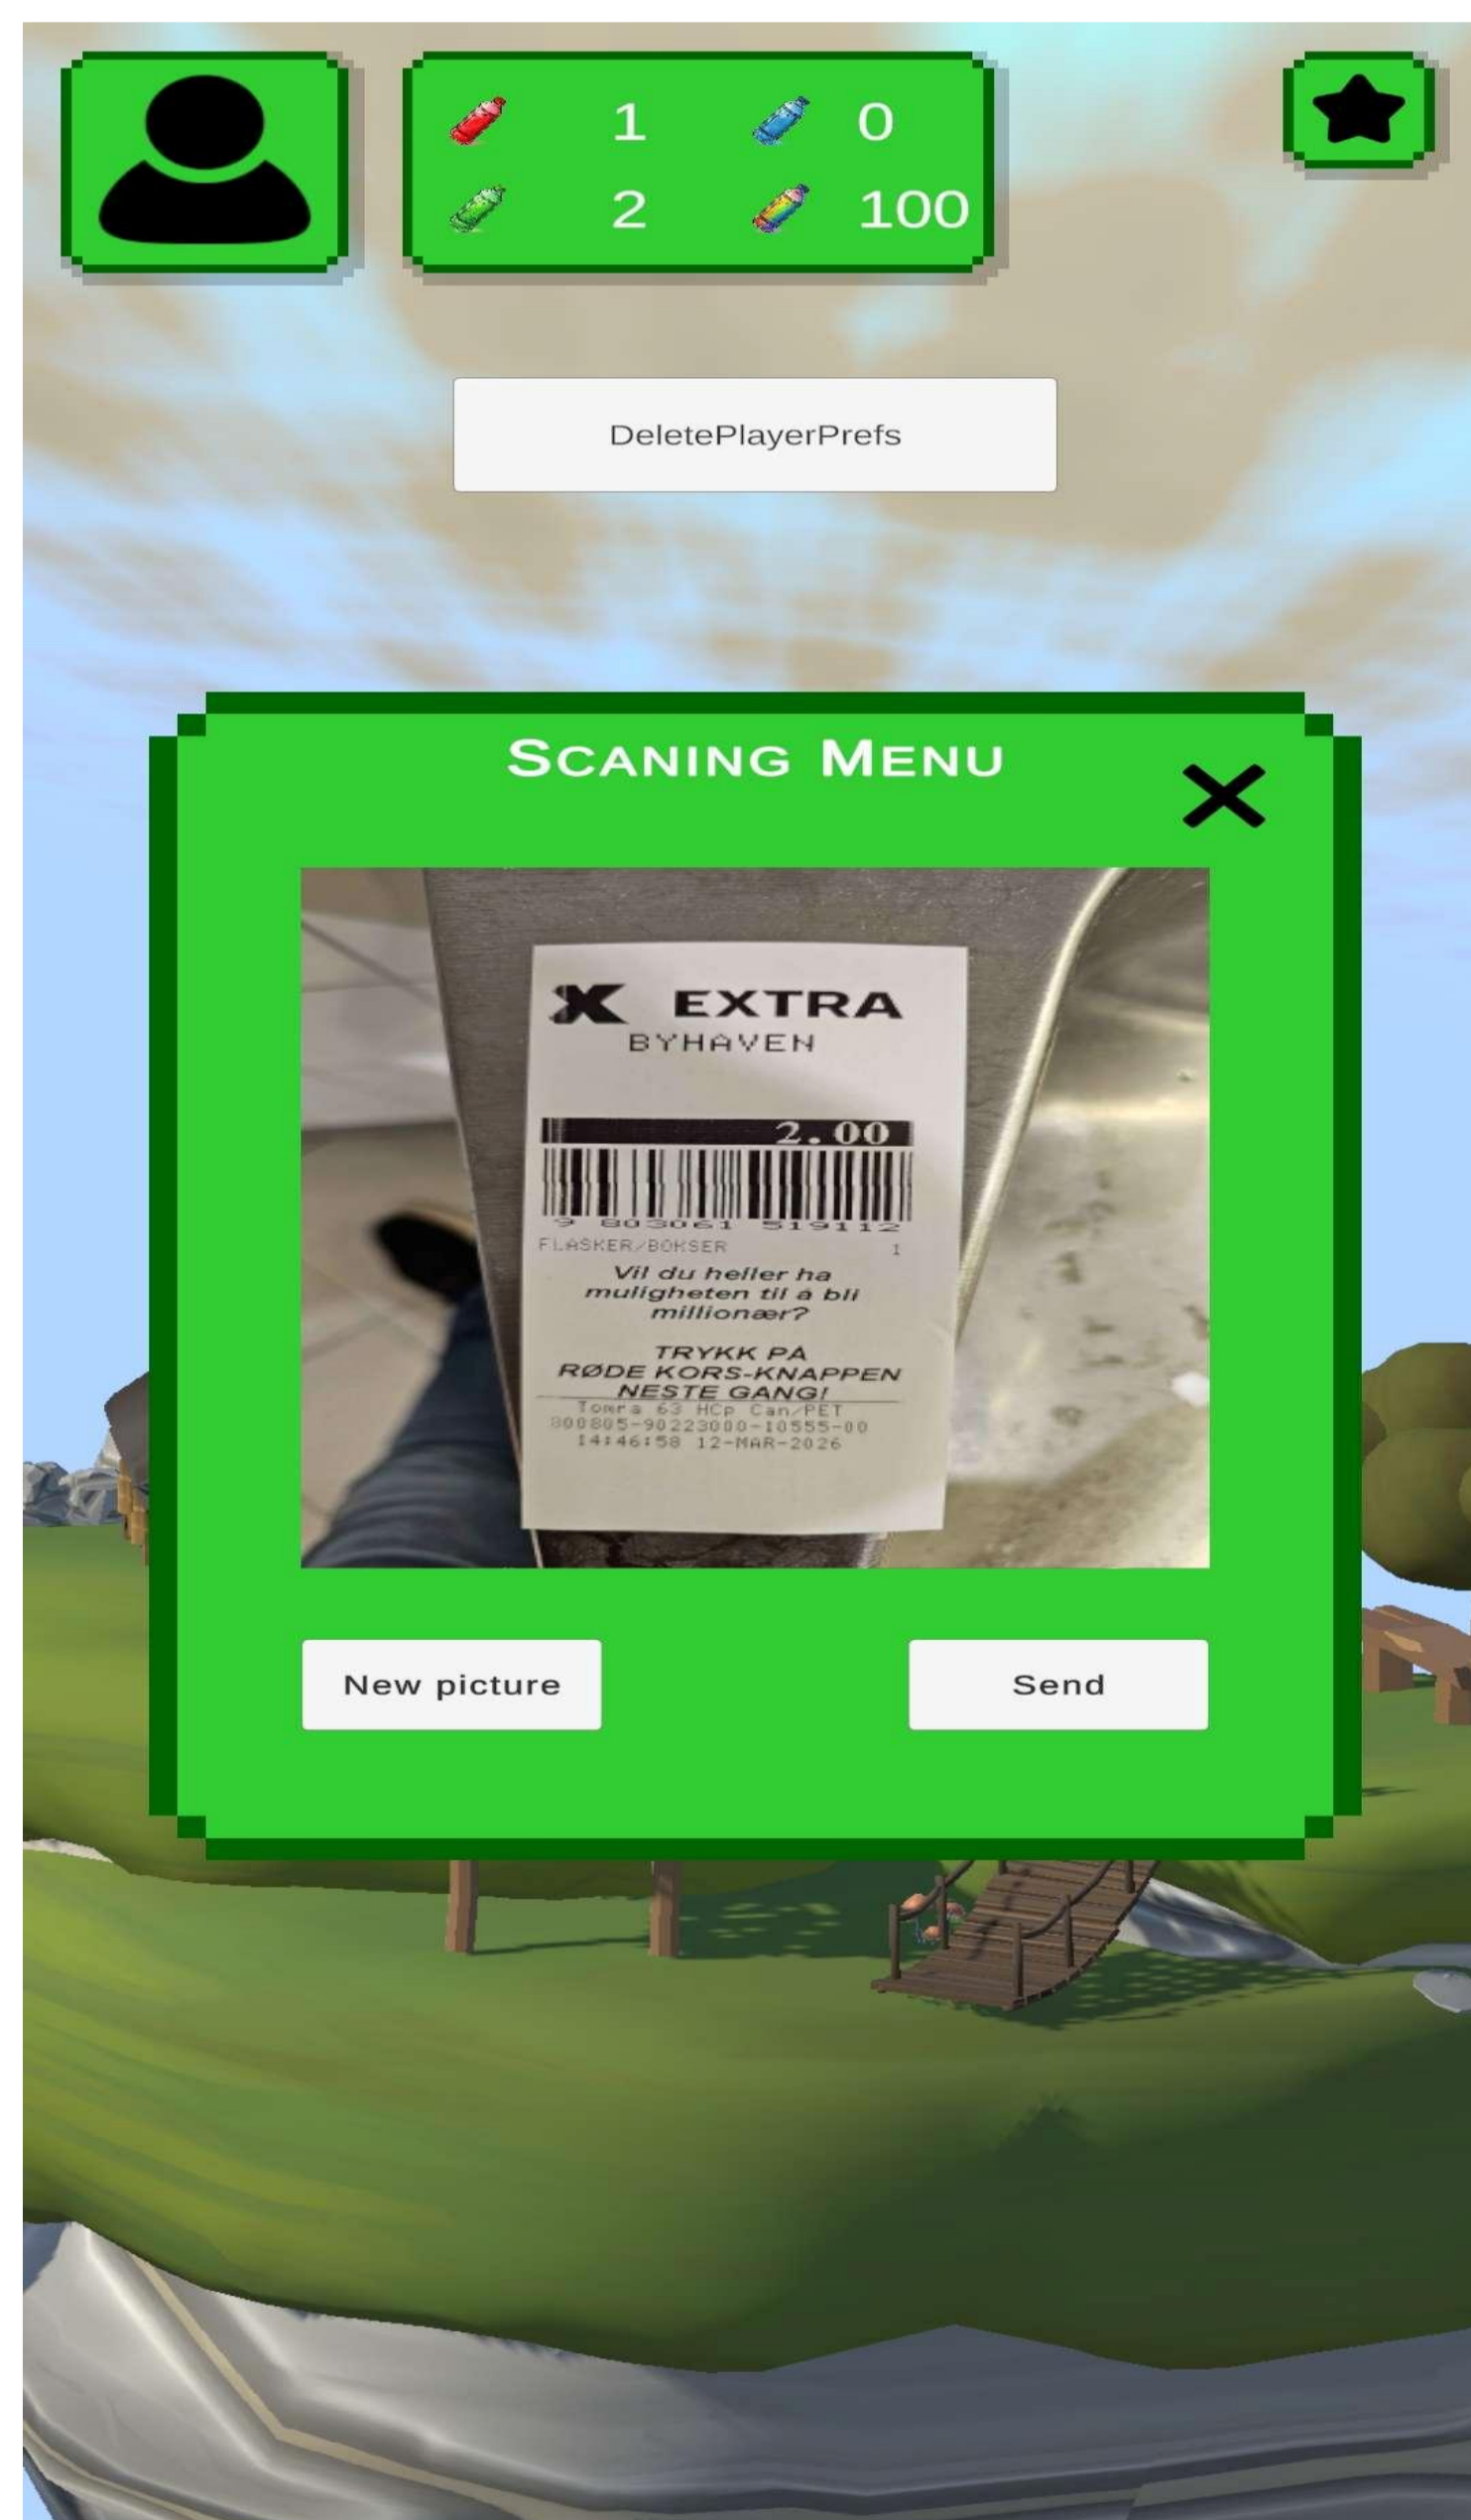 1 0
2 100
DeletePlayerPrefs
SCANING MENU
EXTRA
BYHAVEN
2.00
9 803061 519112
FLASKER/BOKSER 1
Vil du heller ha
muligheten til å bli
millionær?
TRYKK PÅ
RØDE KORS-KNAPPEN
NESTE GANG!
Tomra 63 HCp Can/PET
800805-90223000-10555-00
14:46:58 12-MAR-2026
New picture Send